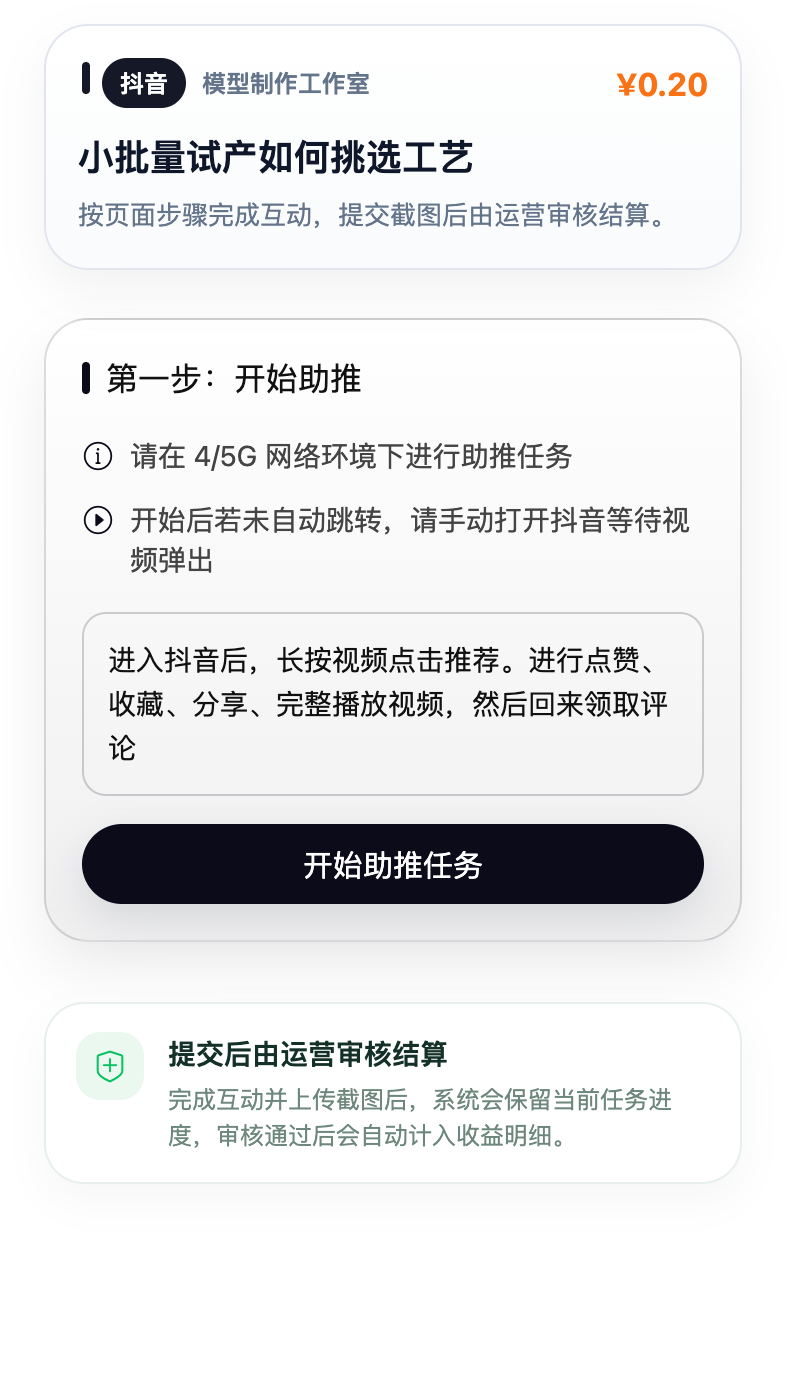 抖音 模型制作工作室 ¥0.20
小批量试产如何挑选工艺
按页面步骤完成互动，提交截图后由运营审核结算。
第一步：开始助推
请在 4/5G 网络环境下进行助推任务
开始后若未自动跳转，请手动打开抖音等待视
频弹出
进入抖音后，长按视频点击推荐。进行点赞、
收藏、分享、完整播放视频，然后回来领取评
论
开始助推任务
提交后由运营审核结算
完成互动并上传截图后，系统会保留当前任务进
度，审核通过后会自动计入收益明细。